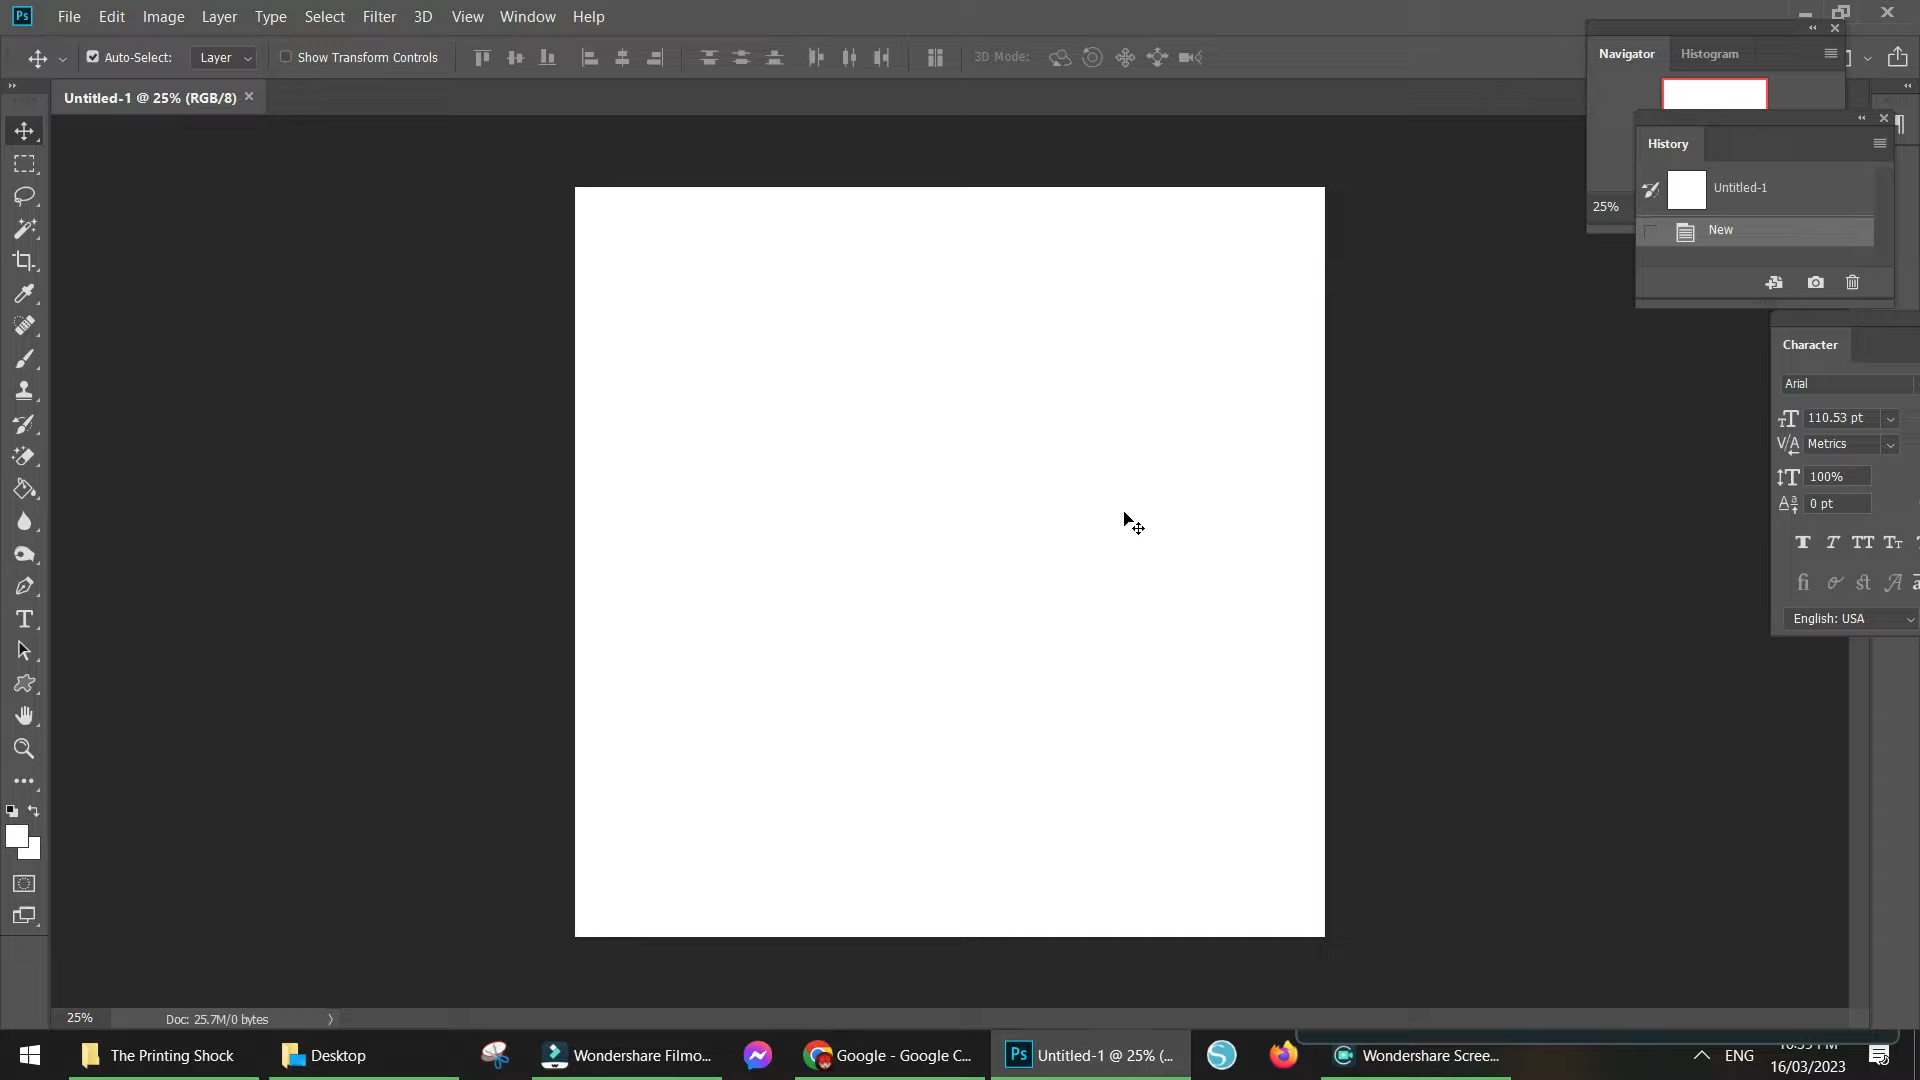 Ps File Edit Image Layer Type Select Filter 3D View Window Help
Auto-Select: Layer Show Transform Controls 3D Mode:
Untitled-1 @ 25% (RGB/8)
Navigator Histogram
25%
History
Untitled-1
New
Character
Arial
110.53 pt
Metrics
100%
0 pt
English: USA
25% Doc: 25.7M/0 bytes
The Printing Shock Desktop Wondershare Filmo... Google - Google C... Ps Untitled-1 @ 25% (... Wondershare Scree... ENG
16/03/2023